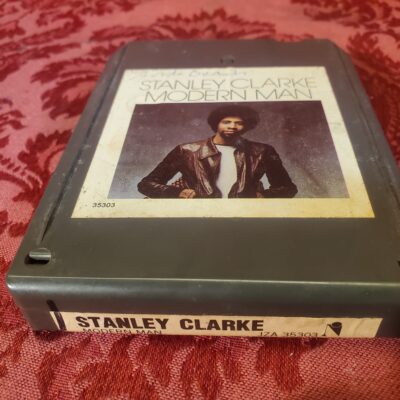 STANLEY CLARKE
MODERN MAN
35303
STANLEY CLARKE
MODERN MAN
JZA 35303